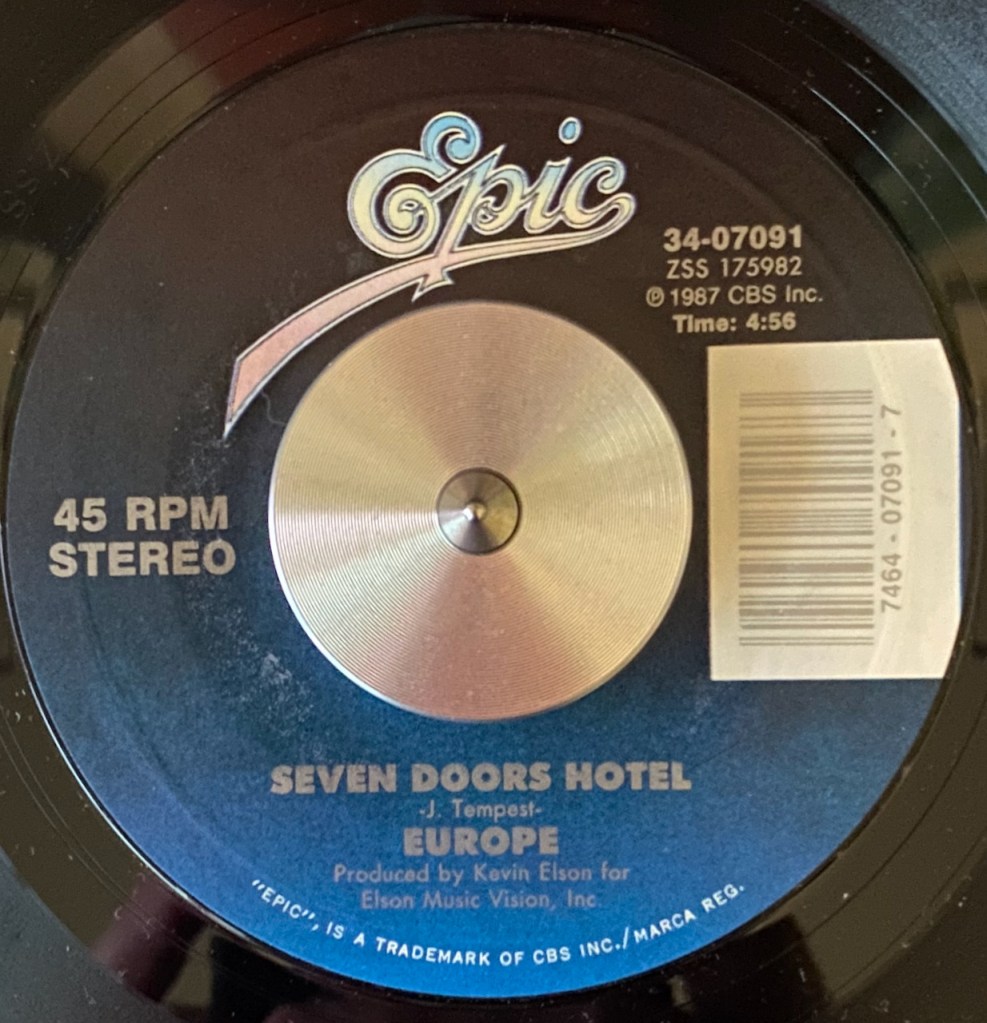 Epic
34-07091
ZSS 175982
℗ 1987 CBS Inc.
Time: 4:56
7464 - 07091 - 7
45 RPM
STEREO
SEVEN DOORS HOTEL
-J. Tempest-
EUROPE
Produced by Kevin Elson for
Elson Music Vision, Inc.
"EPIC", IS A TRADEMARK OF CBS INC./MARCA REG.